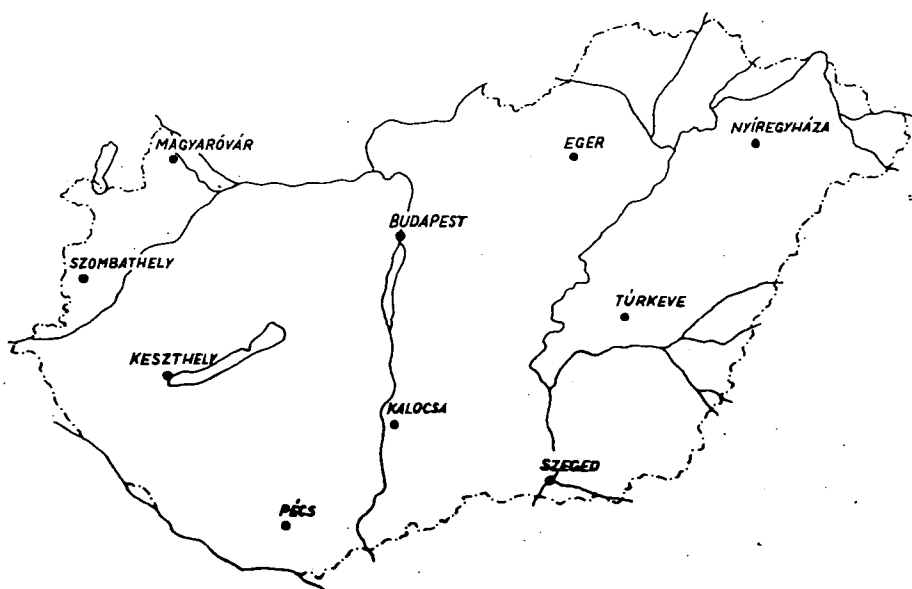 MAGYARÓVÁR
EGER
NYÍREGYHÁZA
BUDAPEST
SZOMBATHELY
TÚRKEVE
KESZTHELY
KALOCSA
SZEGED
PÉCS